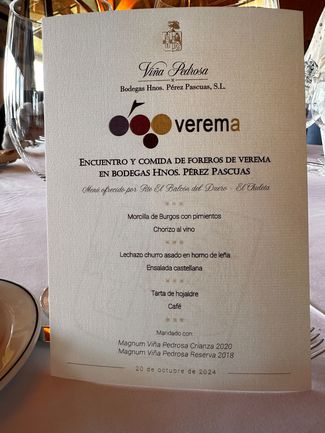 Viña Pedrosa
Bodegas Hnos. Pérez Pascuas, S.L.
verema
Encuentro y comida de foreros de verema
en bodegas Hnos. Pérez Pascuas
Menú ofrecido por Rte El Balcón del Duero - El Chuleta
Morcilla de Burgos con pimientos
Chorizo al vino
Lechazo churro asado en horno de leña
Ensalada castellana
Tarta de hojaldre
Café
Maridado con:
Magnum Viña Pedrosa Crianza 2020
Magnum Viña Pedrosa Reserva 2018
20 de octubre de 2024